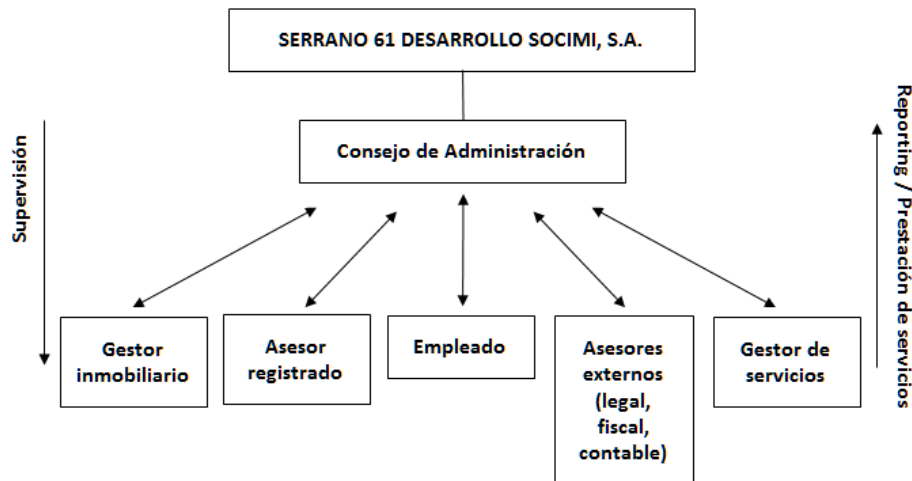 SERRANO 61 DESARROLLO SOCIMI, S.A.
Consejo de Administración
Supervisión
Reporting / Prestación de servicios
Gestor
inmobiliario
Asesor
registrado
Empleado
Asesores
externos
(legal,
fiscal,
contable)
Gestor de
servicios